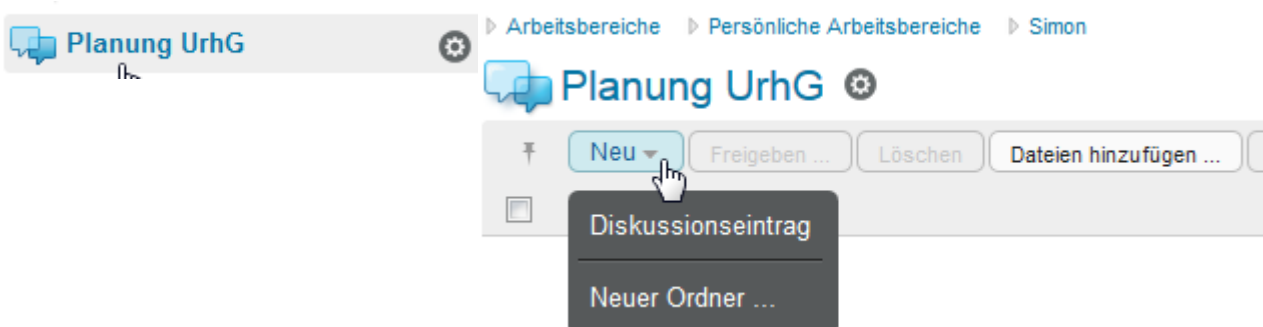 Planung UrhG
Arbeitsbereiche Persönliche Arbeitsbereiche Simon
Planung UrhG
Neu Freigeben ... Löschen Dateien hinzufügen ...
Diskussionseintrag
Neuer Ordner ...